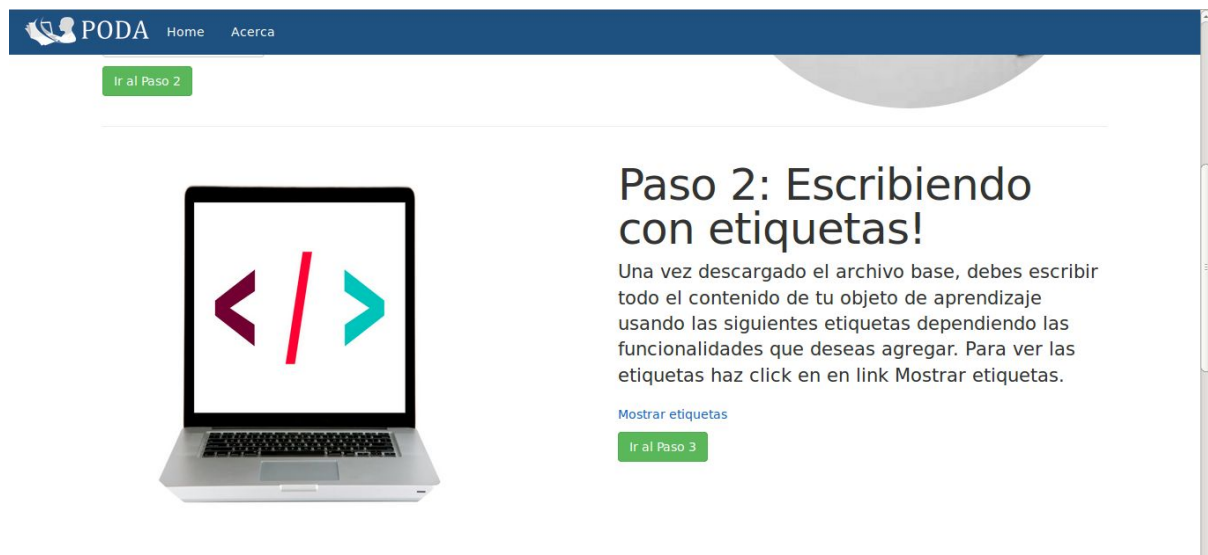 PODA Home Acerca
Ir al Paso 2
</>
Paso 2: Escribiendo
con etiquetas!
Una vez descargado el archivo base, debes escribir
todo el contenido de tu objeto de aprendizaje
usando las siguientes etiquetas dependiendo las
funcionalidades que deseas agregar. Para ver las
etiquetas haz click en en link Mostrar etiquetas.
Mostrar etiquetas
Ir al Paso 3